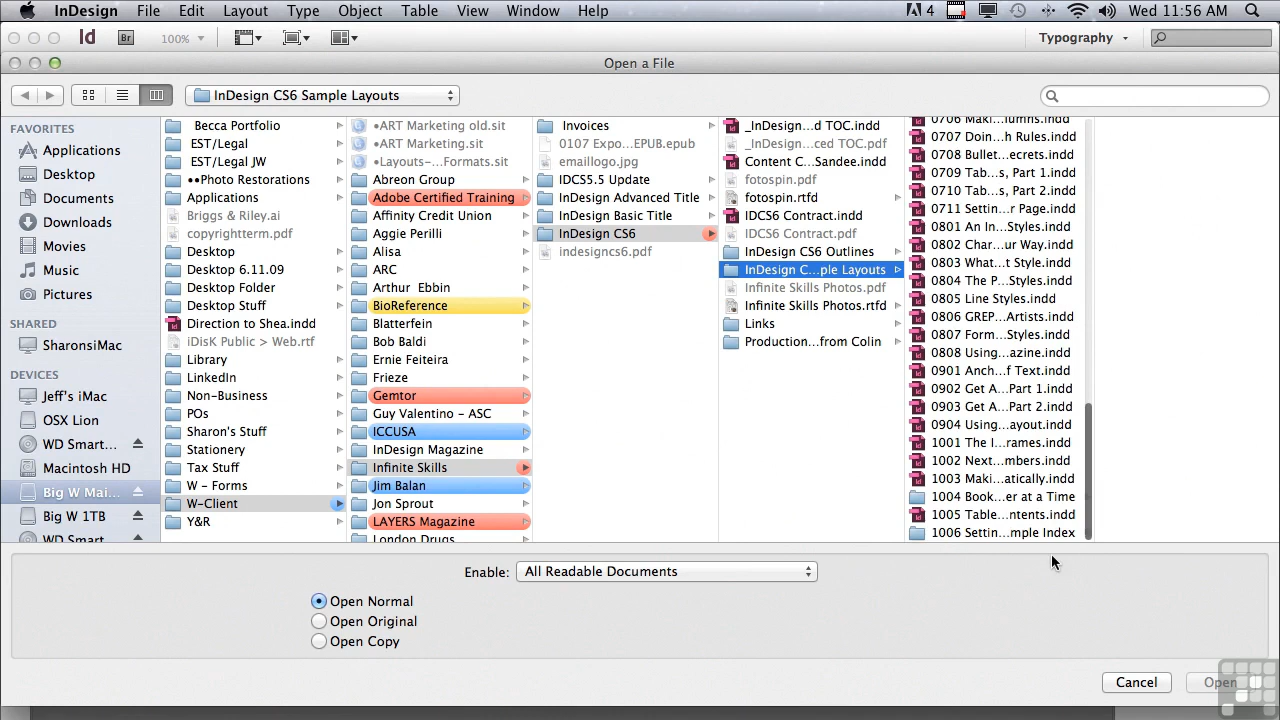 InDesign File Edit Layout Type Object Table View Window Help 4 Wed 11:56 AM
Id Br 100% Typography
Open a File
InDesign CS6 Sample Layouts
FAVORITES
Applications
Desktop
Documents
Downloads
Movies
Music
Pictures
SHARED
SharonsiMac
DEVICES
Jeff's iMac
OSX Lion
WD Smart...
Macintosh HD
Big W Mai...
Big W 1TB
WD Smart...
Becca Portfolio
EST/Legal
EST/Legal JW
••Photo Restorations
Applications
Briggs & Riley.ai
copyrightterm.pdf
Desktop
Desktop 6.11.09
Desktop Folder
Desktop Stuff
Direction to Shea.indd
iDisK Public > Web.rtf
Library
LinkedIn
Non-Business
POs
Sharon's Stuff
Stationery
Tax Stuff
W - Forms
W-Client
Y&R
•ART Marketing old.sit
•ART Marketing.sit
•Layouts-...Formats.sit
Abreon Group
Adobe Certified Training
Affinity Credit Union
Aggie Perilli
Alisa
ARC
Arthur Ebbin
BioReference
Blatterfein
Bob Baldi
Ernie Feiteira
Frieze
Gemtor
Guy Valentino - ASC
ICCUSA
InDesign Magazine
Infinite Skills
Jim Balan
Jon Sprout
LAYERS Magazine
London Drugs
Invoices
0107 Expo...EPUB.epub
emaillogo.jpg
IDCS5.5 Update
InDesign Advanced Title
InDesign Basic Title
InDesign CS6
indesigncs6.pdf
_InDesign...d TOC.indd
_InDesign...ced TOC.pdf
Content C...Sandee.indd
fotospin.pdf
fotospin.rtfd
IDCS6 Contract.indd
IDCS6 Contract.pdf
InDesign CS6 Outlines
InDesign C...ple Layouts
Infinite Skills Photos.pdf
Infinite Skills Photos.rtfd
Links
Production...from Colin
0706 Maki...lumns.indd
0707 Doin...h Rules.indd
0708 Bullet...ecrets.indd
0709 Tab...s, Part 1.indd
0710 Tab...s, Part 2.indd
0711 Settin...r Page.indd
0801 An In...Styles.indd
0802 Char...ur Way.indd
0803 What...t Style.indd
0804 The P...Styles.indd
0805 Line Styles.indd
0806 GREP...Artists.indd
0807 Form...Styles.indd
0808 Using...azine.indd
0901 Anch...f Text.indd
0902 Get A...Part 1.indd
0903 Get A...Part 2.indd
0904 Using...ayout.indd
1001 The I...rames.indd
1002 Next...mbers.indd
1003 Maki...atically.indd
1004 Book...er at a Time
1005 Table...ntents.indd
1006 Settin...mple Index
Enable: All Readable Documents
Open Normal
Open Original
Open Copy
Cancel Open